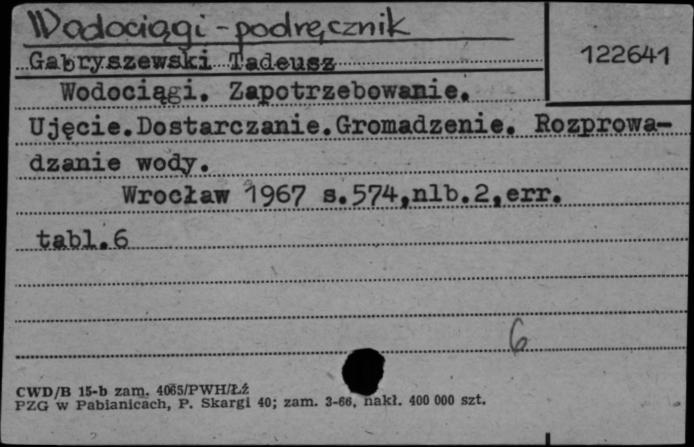 Wodociągi - podręcznik
122641
Gabryszewski Tadeusz
Wodociągi. Zapotrzebowanie.
Ujęcie.Dostarczanie.Gromadzenie. Rozprowa-
dzanie wody.
Wrocław 1967 s.574,nlb.2,err.
tabl.6
6
CWD/B 15-b zam. 4065/PWH/Łź
PZG w Pabianicach, P. Skargi 40; zam. 3-66, nakł. 400 000 szt.